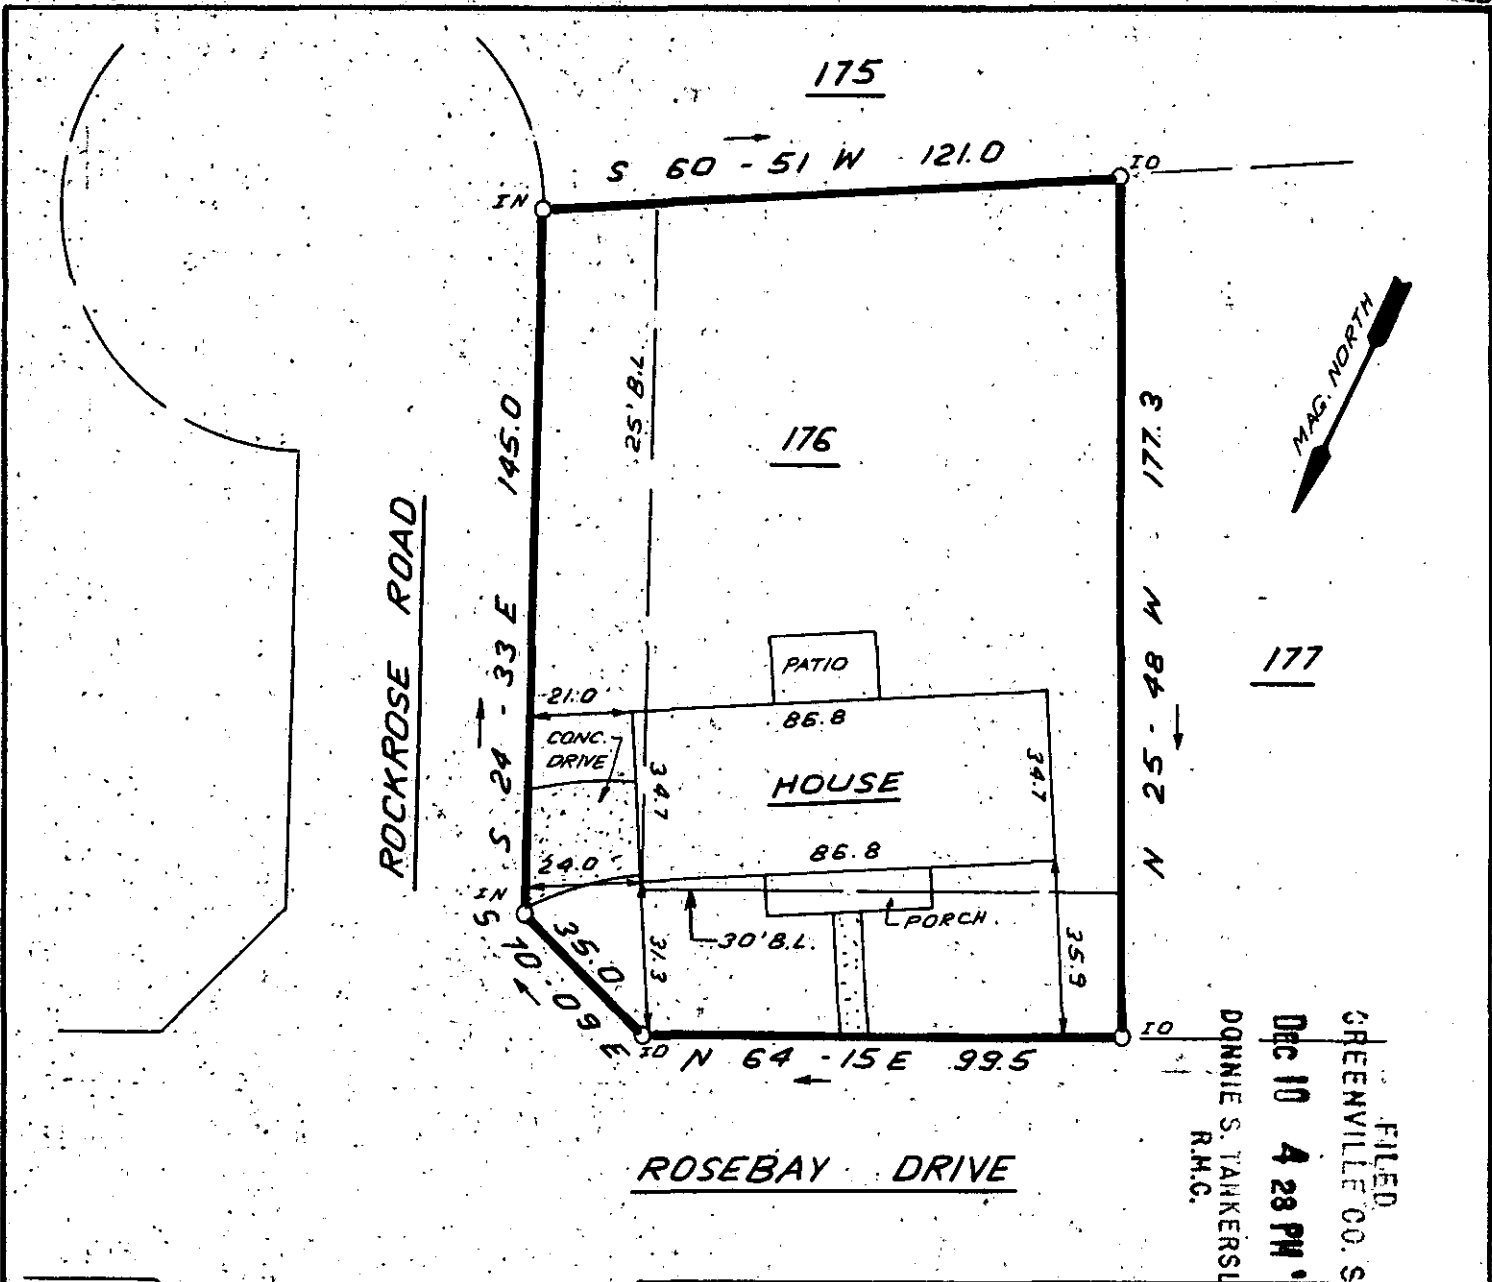 175
S 60 - 51 W 121.0
IN
IO
MAG. NORTH
25' B.L.
176
S 24 - 33 E 145.0
N 25 - 48 W 177.3
ROCKROSE ROAD
177
PATIO
21.0
86.8
CONC.
DRIVE
34.7
HOUSE
34.7
86.8
24.0
IN
PORCH
30' B.L.
35.0
S 70 - 09 E
31.3
35.9
IO
IO
N 64 - 15 E 99.5
ROSEBAY DRIVE
FILED
GREENVILLE CO. S
DEC 10 4 28 PM '
DONNIE S. TANKERSL
R.M.C.